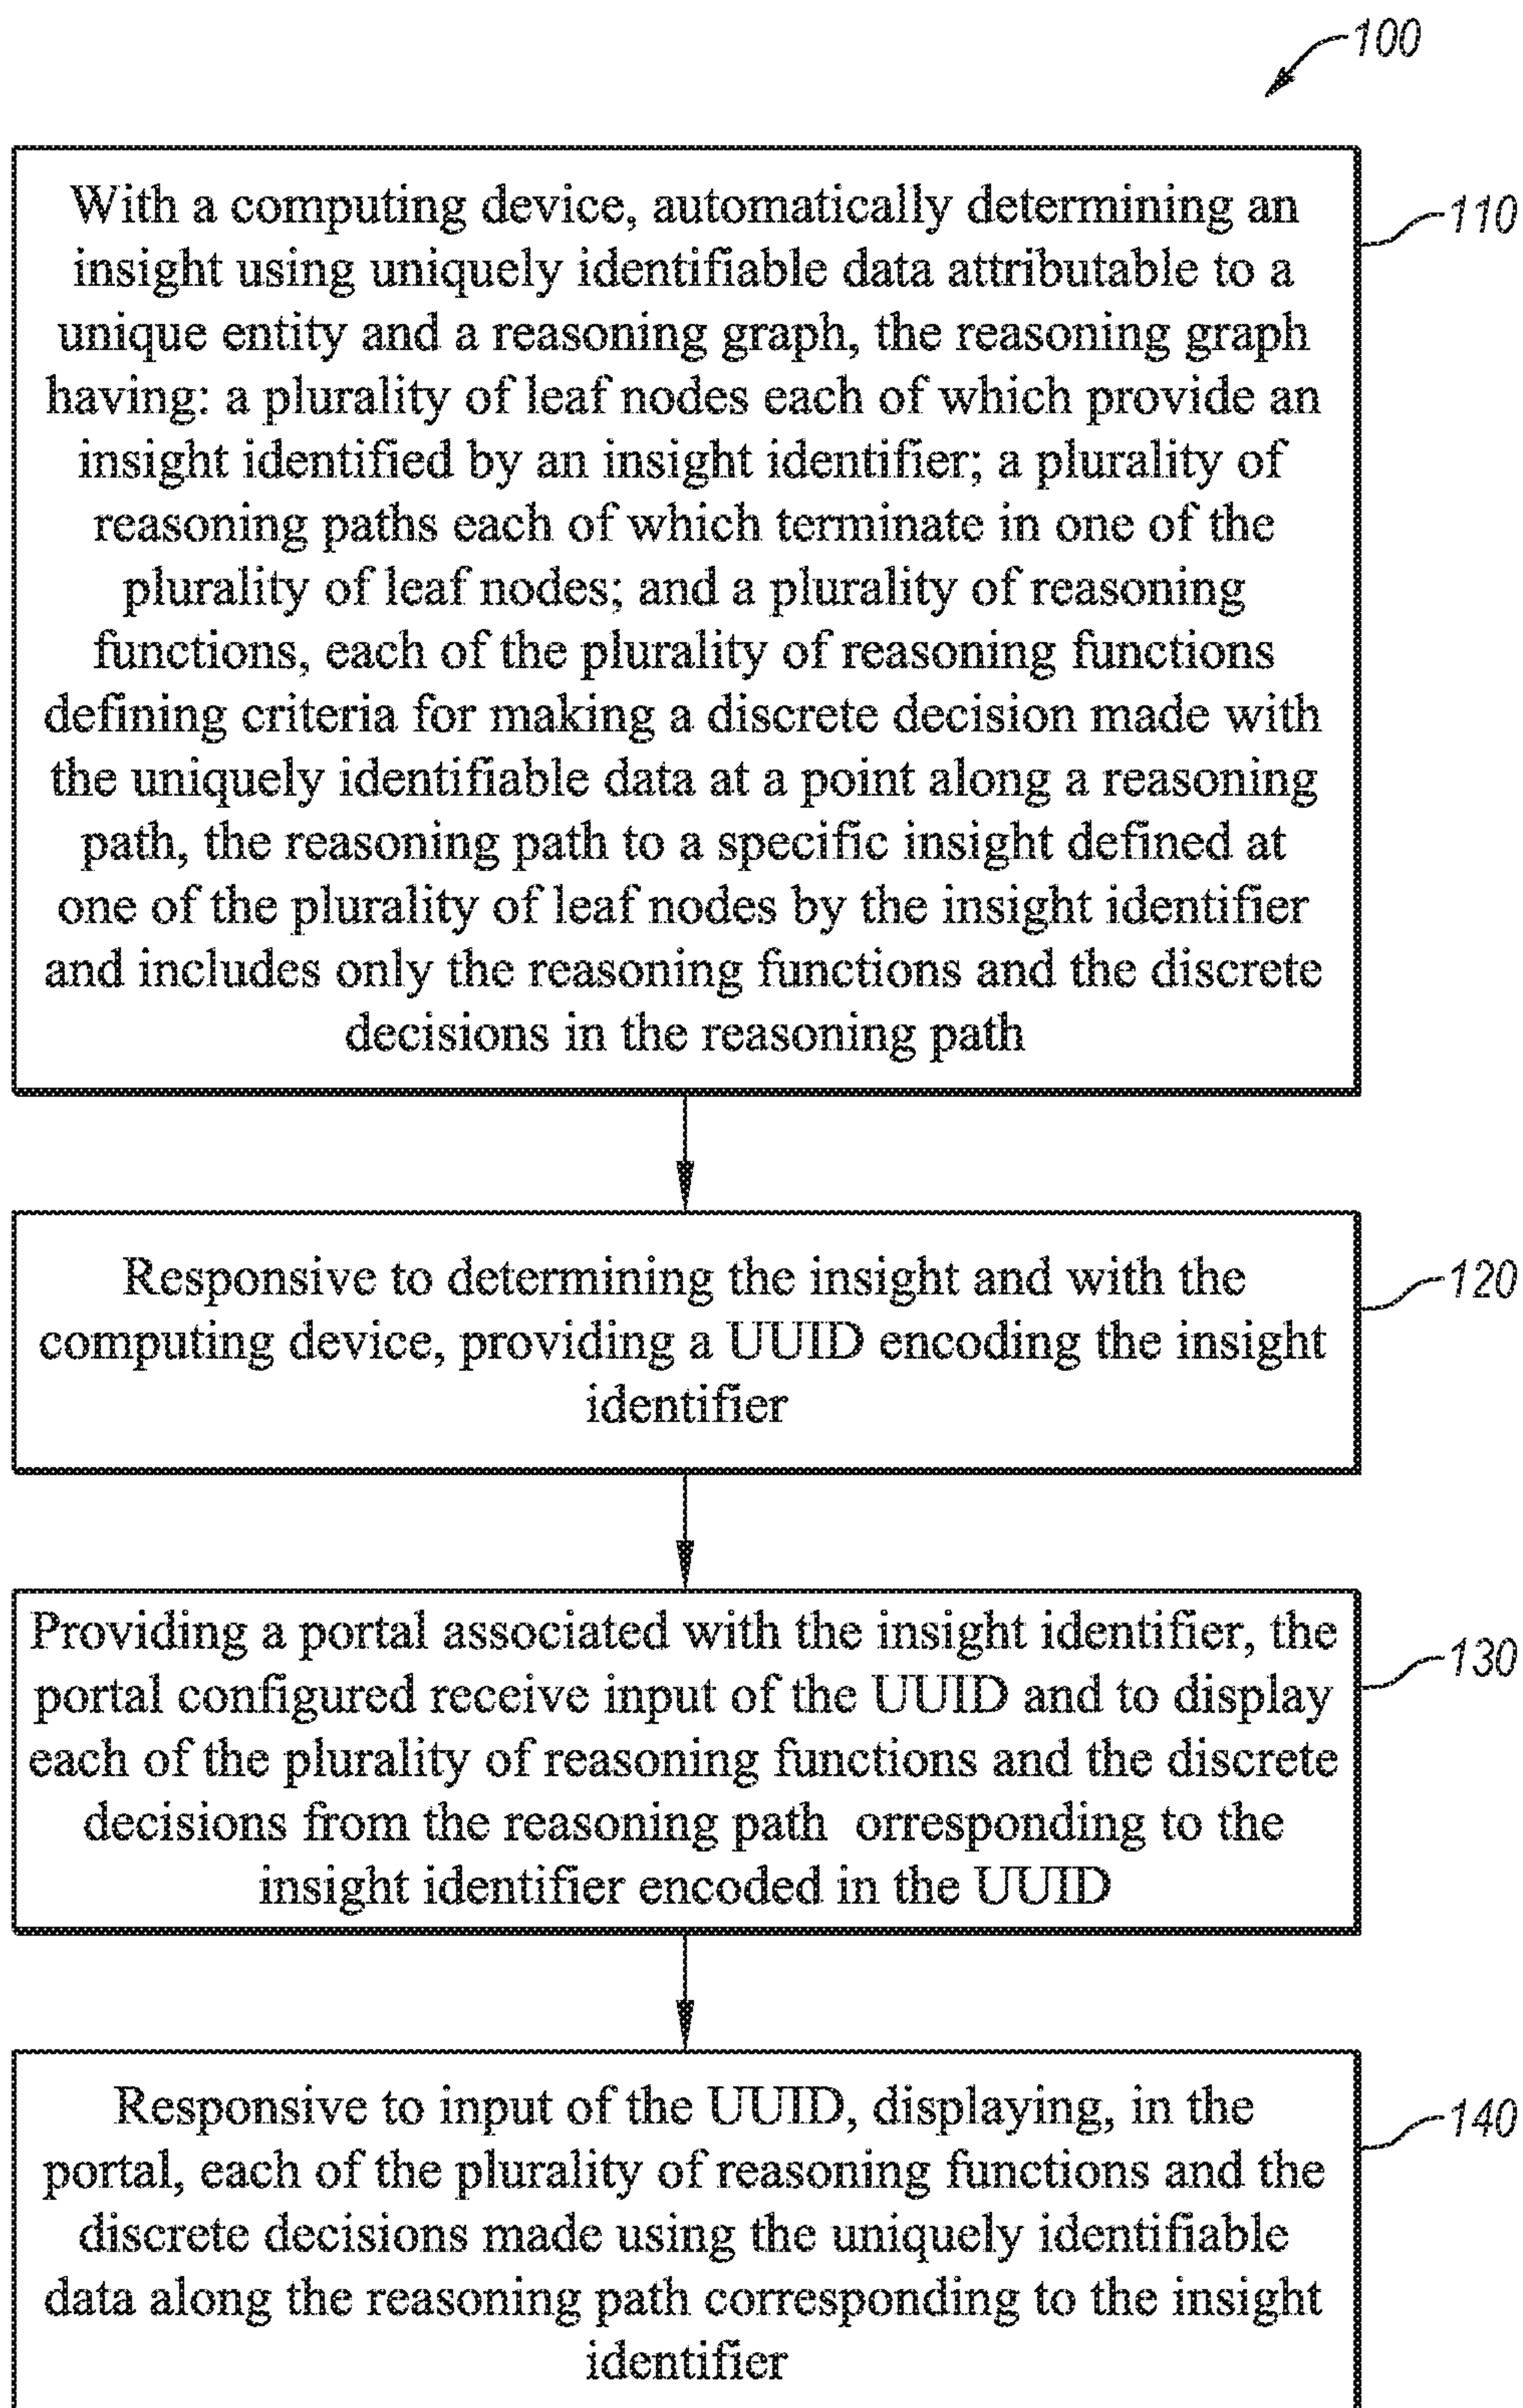 100
With a computing device, automatically determining an
insight using uniquely identifiable data attributable to a
unique entity and a reasoning graph, the reasoning graph
having: a plurality of leaf nodes each of which provide an
insight identified by an insight identifier; a plurality of
reasoning paths each of which terminate in one of the
plurality of leaf nodes; and a plurality of reasoning
functions, each of the plurality of reasoning functions
defining criteria for making a discrete decision made with
the uniquely identifiable data at a point along a reasoning
path, the reasoning path to a specific insight defined at
one of the plurality of leaf nodes by the insight identifier
and includes only the reasoning functions and the discrete
decisions in the reasoning path
110
Responsive to determining the insight and with the
computing device, providing a UUID encoding the insight
identifier
120
Providing a portal associated with the insight identifier, the
portal configured receive input of the UUID and to display
each of the plurality of reasoning functions and the discrete
decisions from the reasoning path  orresponding to the
insight identifier encoded in the UUID
130
Responsive to input of the UUID, displaying, in the
portal, each of the plurality of reasoning functions and the
discrete decisions made using the uniquely identifiable
data along the reasoning path corresponding to the insight
identifier
140